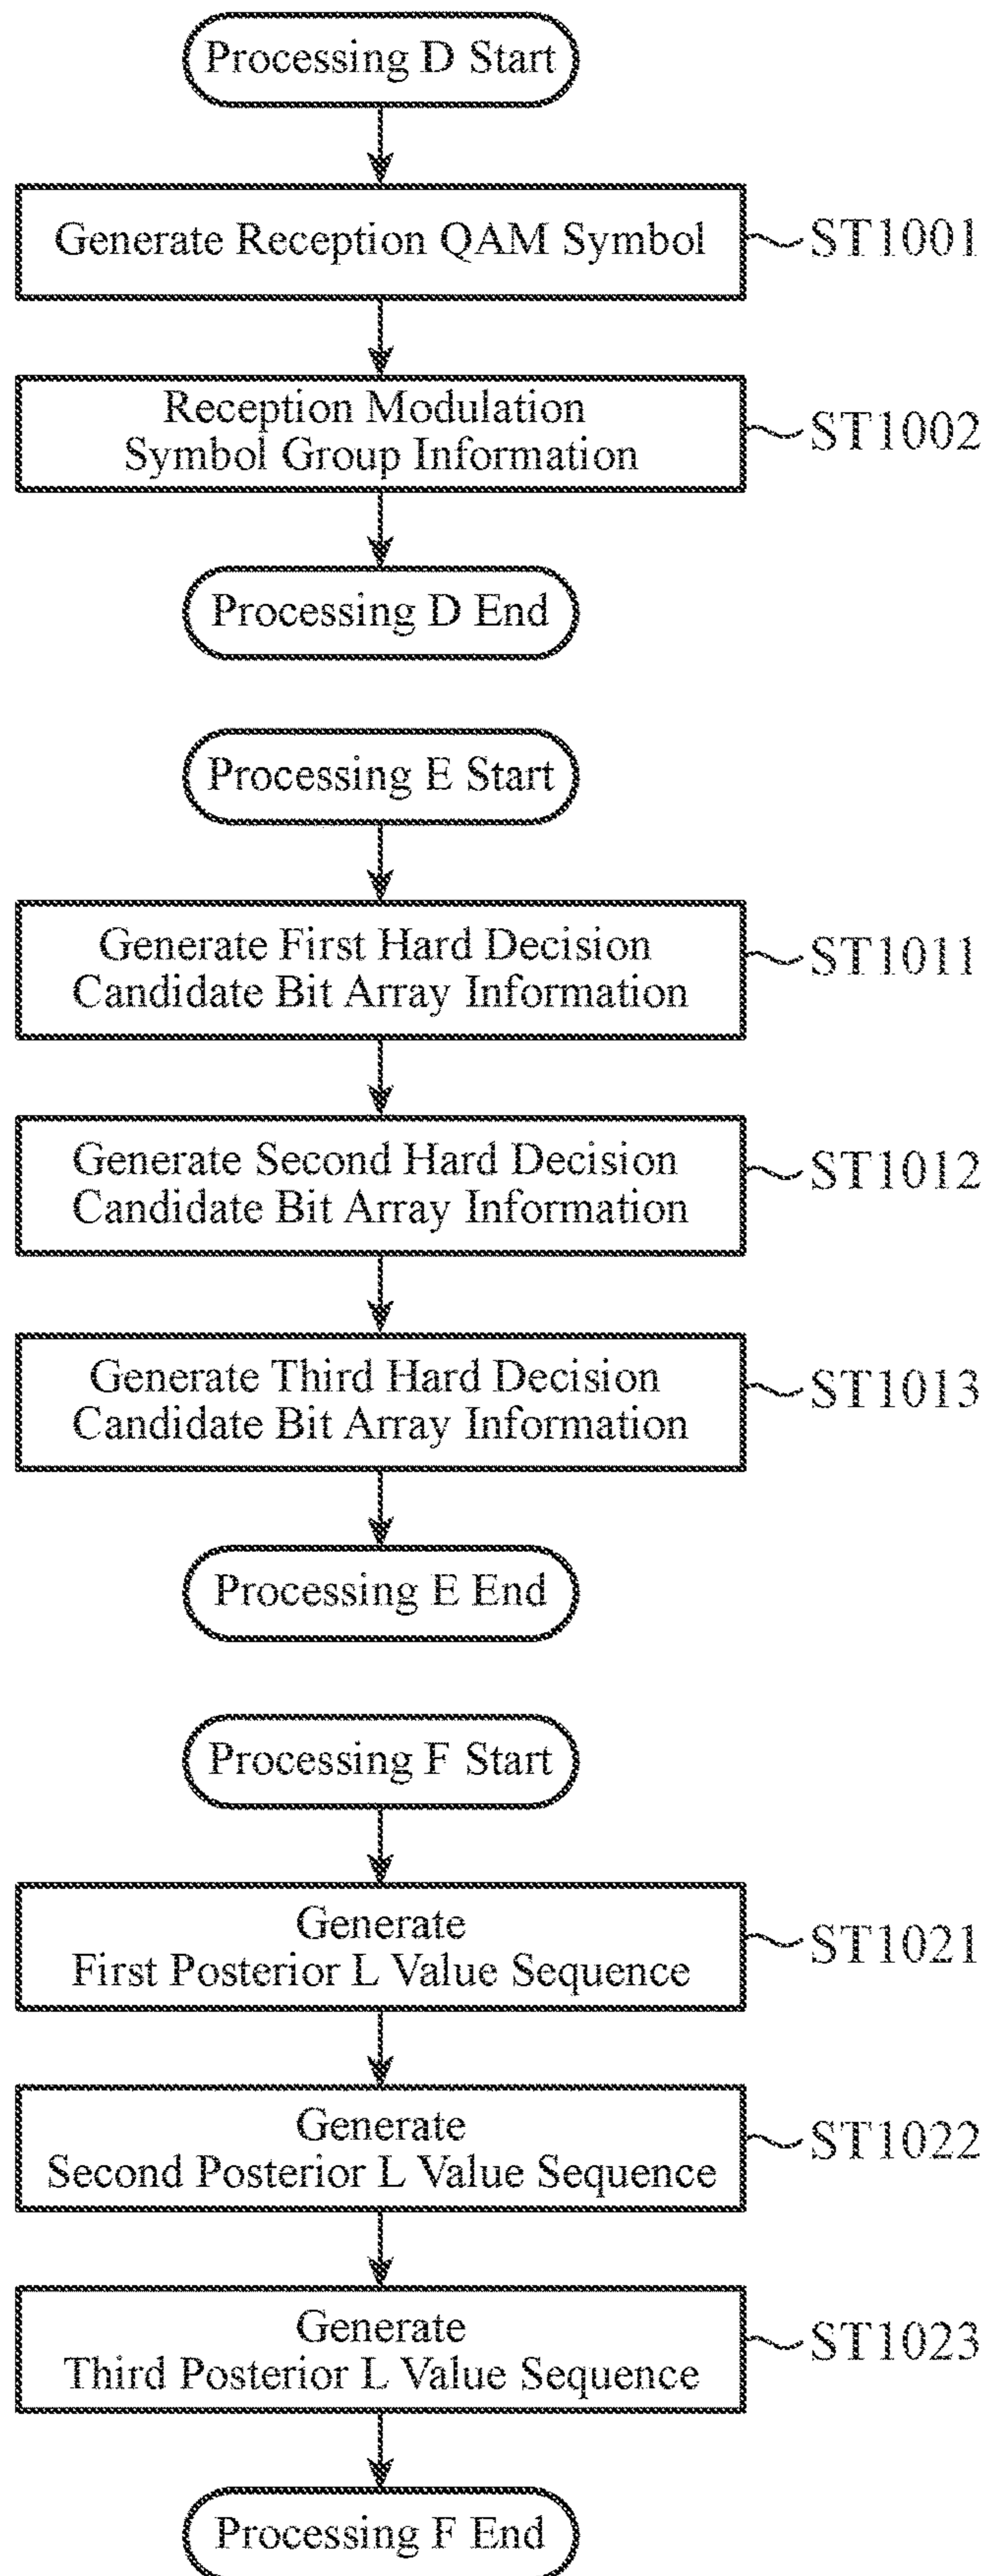 Processing D Start
Generate Reception QAM Symbol
ST1001
Reception Modulation
Symbol Group Information
ST1002
Processing D End
Processing E Start
Generate First Hard Decision
Candidate Bit Array Information
ST1011
Generate Second Hard Decision
Candidate Bit Array Information
ST1012
Generate Third Hard Decision
Candidate Bit Array Information
ST1013
Processing E End
Processing F Start
Generate
First Posterior L Value Sequence
ST1021
Generate
Second Posterior L Value Sequence
ST1022
Generate
Third Posterior L Value Sequence
ST1023
Processing F End